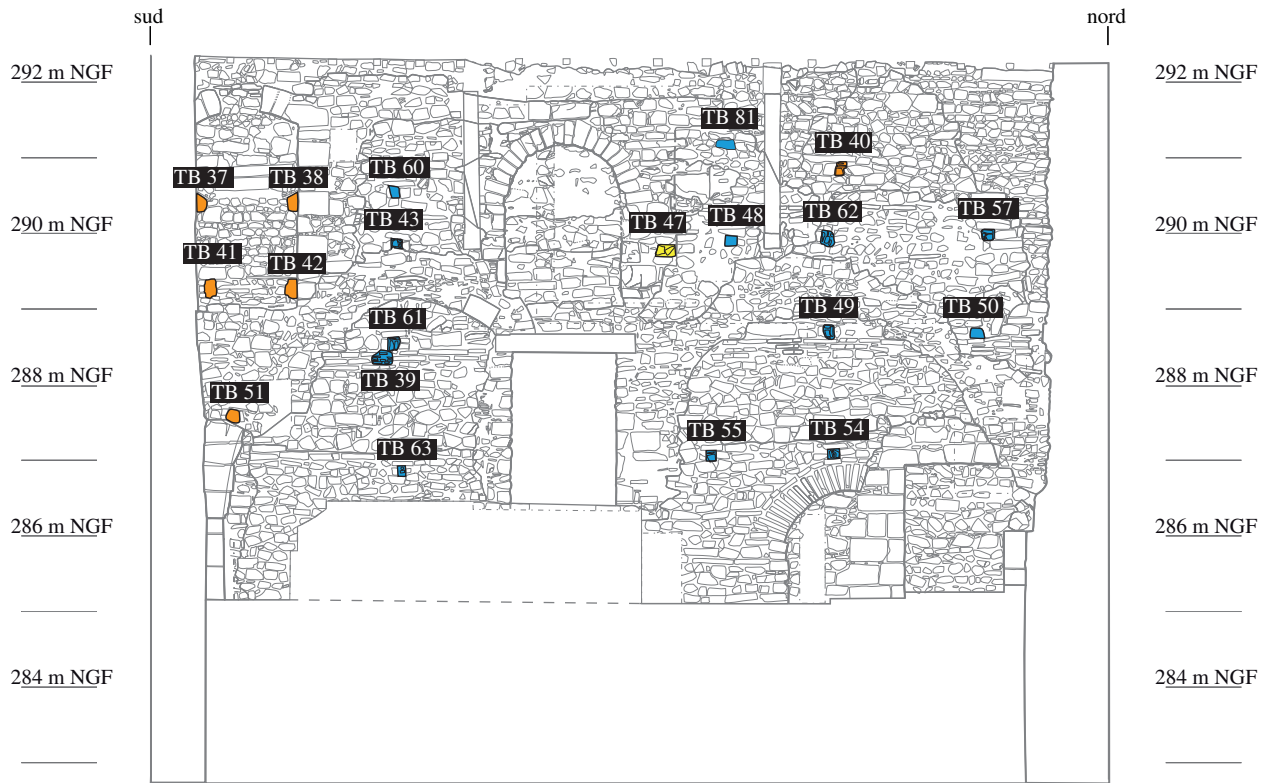 sud
nord
292 m NGF
292 m NGF
TB 81
TB 40
TB 60
TB 37
TB 38
TB 43
TB 47
TB 48
TB 62
TB 57
290 m NGF
290 m NGF
TB 41
TB 42
TB 61
TB 49
TB 50
288 m NGF
TB 39
288 m NGF
TB 51
TB 63
TB 55
TB 54
286 m NGF
286 m NGF
284 m NGF
284 m NGF